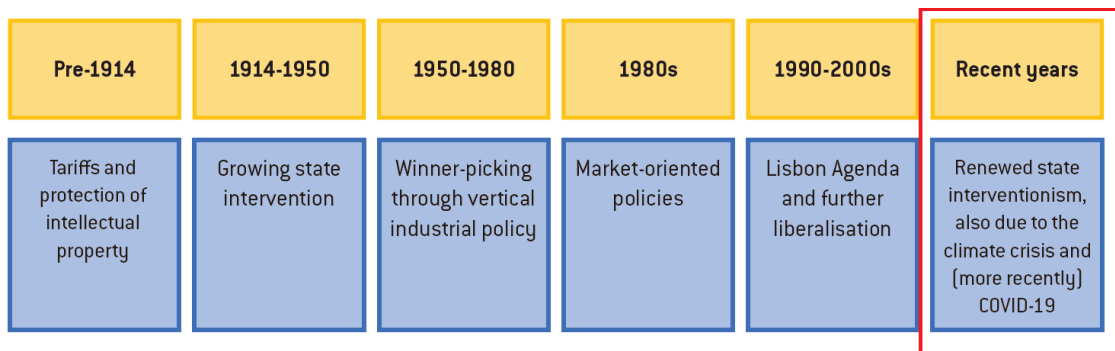 Pre-1914
1914-1950
1950-1980
1980s
1990-2000s
Recent years
Tariffs and
protection of
intellectual
property
Growing state
intervention
Winner-picking
through vertical
industrial policy
Market-oriented
policies
Lisbon Agenda
and further
liberalisation
Renewed state
interventionism,
also due to the
climate crisis and
(more recently)
COVID-19